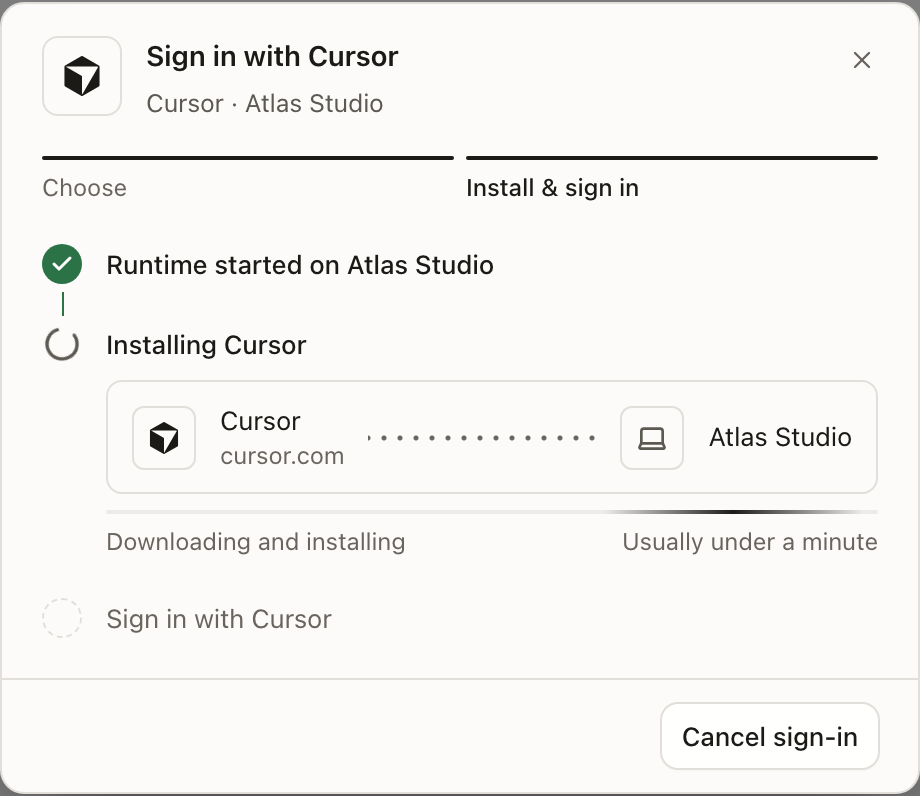 Sign in with Cursor
Cursor · Atlas Studio
Choose
Install & sign in
Runtime started on Atlas Studio
Installing Cursor
Cursor
cursor.com
Atlas Studio
Downloading and installing
Usually under a minute
Sign in with Cursor
Cancel sign-in